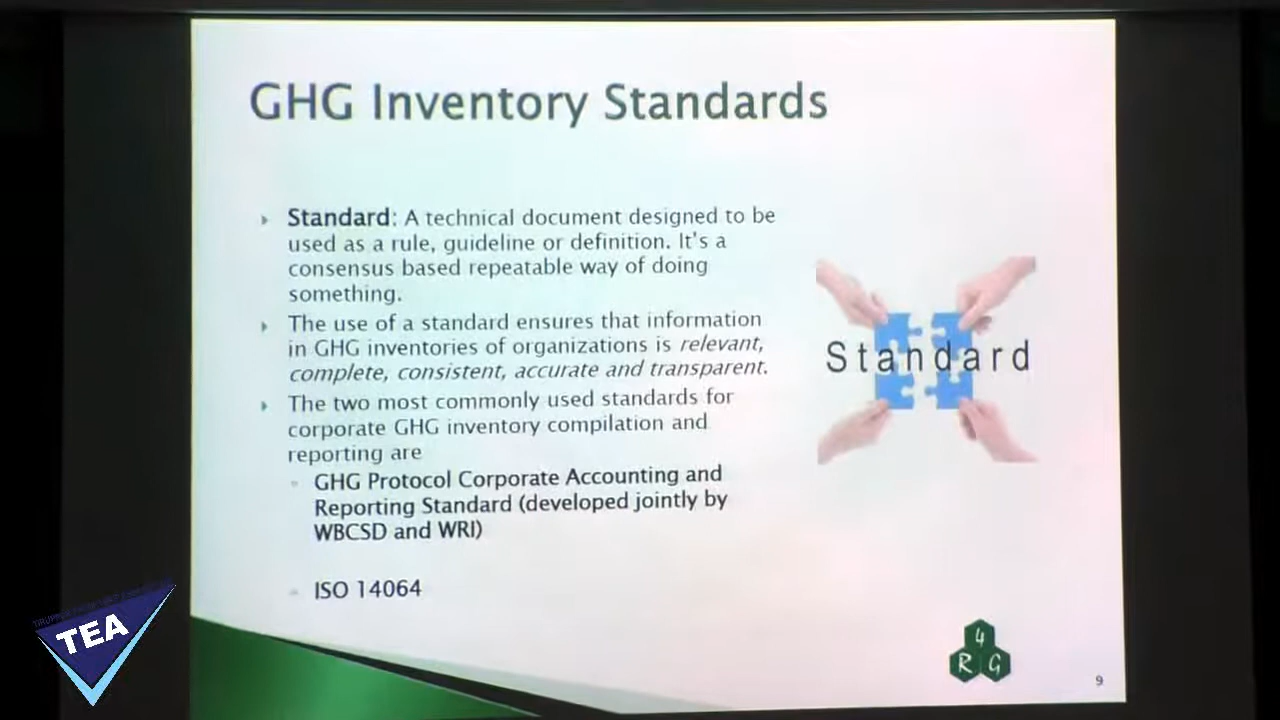 GHG Inventory Standards
Standard: A technical document designed to be
used as a rule, guideline or definition. It's a
consensus based repeatable way of doing
something.
The use of a standard ensures that information
in GHG inventories of organizations is relevant,
complete, consistent, accurate and transparent.
The two most commonly used standards for
corporate GHG inventory compilation and
reporting are
GHG Protocol Corporate Accounting and
Reporting Standard (developed jointly by
WBCSD and WRI)
ISO 14064
Standard
4
R G
9
TEA